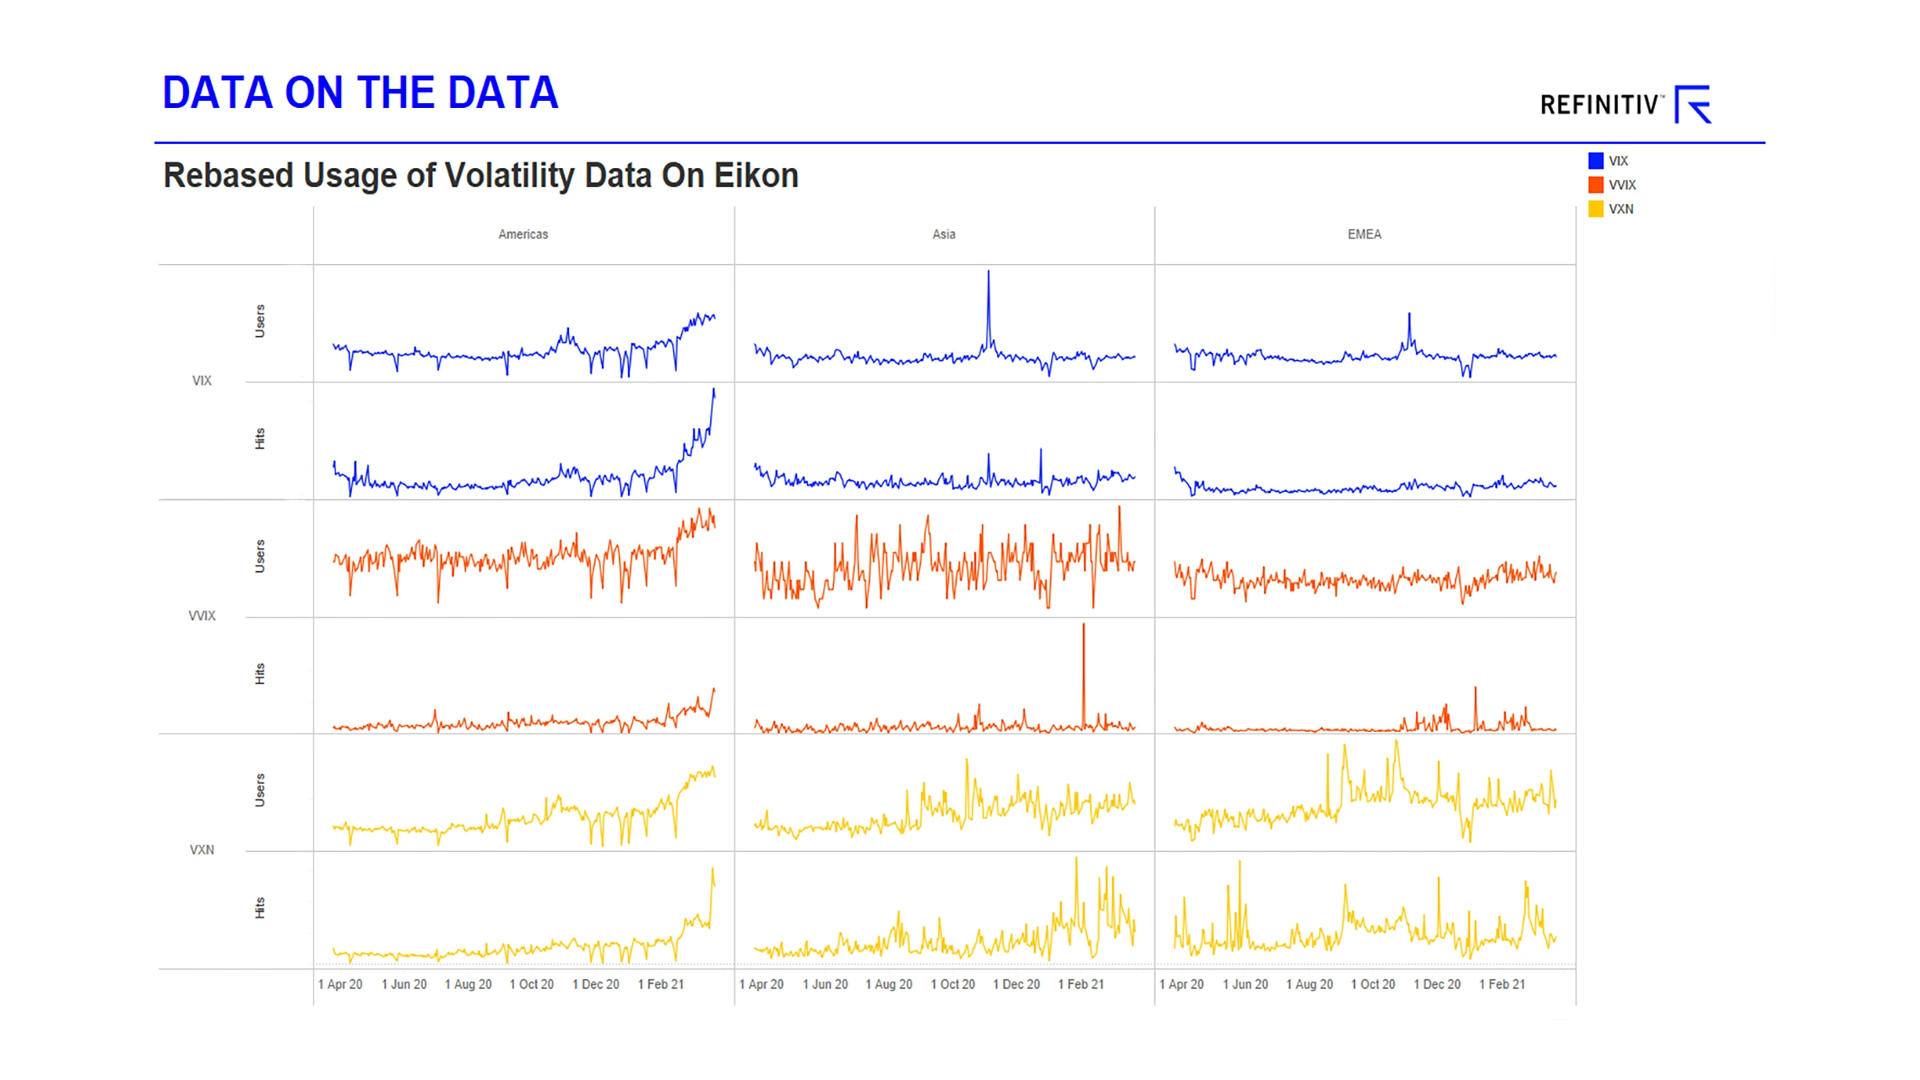 DATA ON THE DATA
REFINITIV™
Rebased Usage of Volatility Data On Eikon
VIX
VVIX
VXN
Americas Asia EMEA
Users
VIX
Hits
Users
VVIX
Hits
Users
VXN
Hits
1 Apr 20 1 Jun 20 1 Aug 20 1 Oct 20 1 Dec 20 1 Feb 21 1 Apr 20 1 Jun 20 1 Aug 20 1 Oct 20 1 Dec 20 1 Feb 21 1 Apr 20 1 Jun 20 1 Aug 20 1 Oct 20 1 Dec 20 1 Feb 21